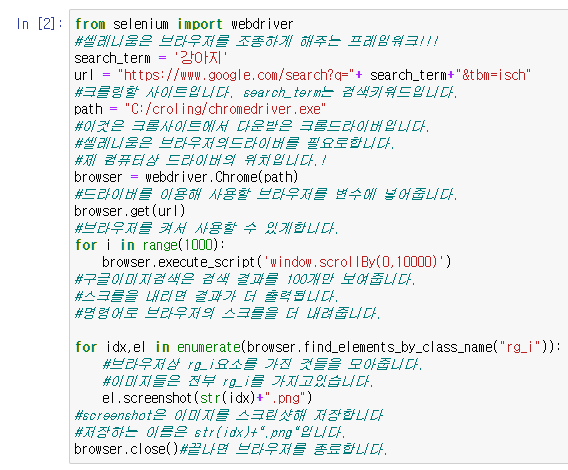 In [2]: from selenium import webdriver
#셀레니움은 브라우저를 조종하게 해주는 프레임워크!!!
search_term = '강아지'
url = "https://www.google.com/search?q="+ search_term+"&tbm=isch"
#크롤링할 사이트입니다. search_term는 검색키워드입니다.
path = "C:/croling/chromedriver.exe"
#이것은 크롬사이트에서 다운받은 크롬드라이버입니다.
#셀레니움은 브라우저의드라이버를 필요로합니다.
#제 컴퓨터상 드라이버의 위치입니다.!
browser = webdriver.Chrome(path)
#드라이버를 이용해 사용할 브라우저를 변수에 넣어줍니다.
browser.get(url)
#브라우저를 켜서 사용할 수 있게합니다.
for i in range(1000):
    browser.execute_script('window.scrollBy(0,10000)')
#구글이미지검색은 검색 결과를 100개만 보여줍니다.
#스크롤을 내리면 결과가 더 출력됩니다.
#명령어로 브라우저의 스크롤을 더 내려줍니다.
for idx,el in enumerate(browser.find_elements_by_class_name("rg_i")):
    #브라우저상 rg_i요소를 가진 것들을 모아줍니다.
    #이미지들은 전부 rg_i를 가지고있습니다.
    el.screenshot(str(idx)+".png")
#screenshot은 이미지를 스크린샷해 저장합니다
#저장하는 이름은 str(idx)+".png"입니다.
browser.close()#끝나면 브라우저를 종료합니다.